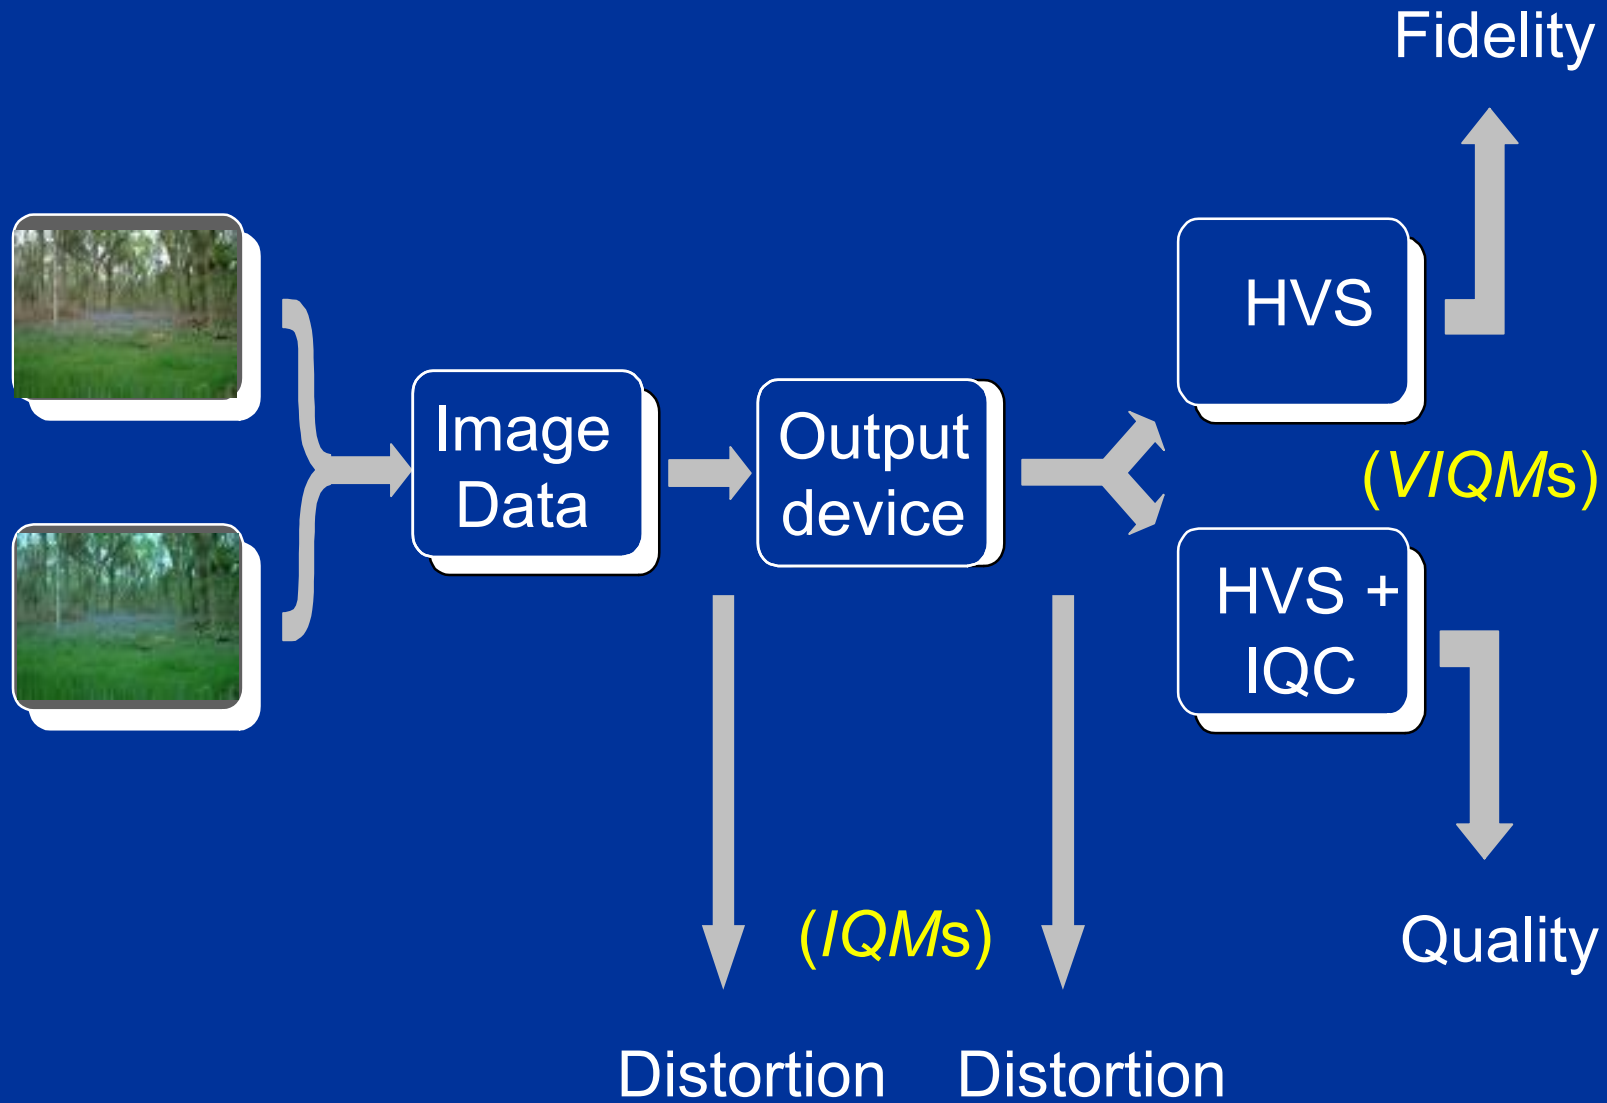 Fidelity
HVS
Image
Data
Output
device
(VIQMs)
HVS +
IQC
(IQMs)
Quality
Distortion
Distortion